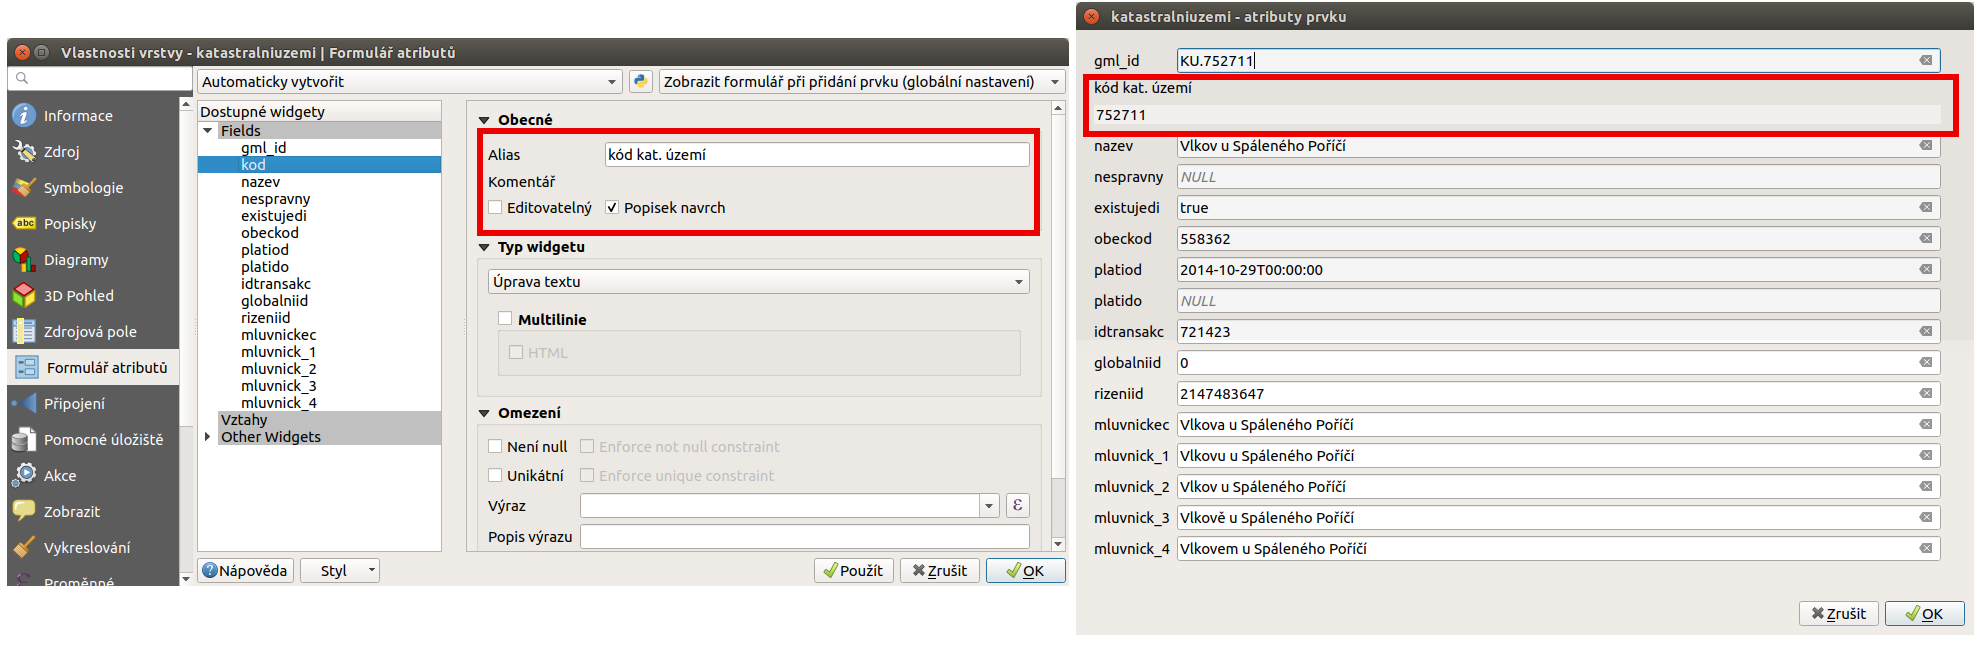 Vlastnosti vrstvy - katastralniuzemi | Formulář atributů
Informace
Zdroj
Symbologie
abc Popisky
Diagramy
3D Pohled
Zdrojová pole
Formulář atributů
Připojení
Pomocné úložiště
Akce
Zobrazit
Vykreslování
Proměnné
Automaticky vytvořit
Zobrazit formulář při přidání prvku (globální nastavení)
Dostupné widgety
Fields
gml_id
kod
nazev
nespravny
existujedi
obeckod
platiod
platido
idtransakc
globalniid
rizeniid
mluvnickec
mluvnick_1
mluvnick_2
mluvnick_3
mluvnick_4
Vztahy
Other Widgets
Obecné
Alias kód kat. území
Komentář
Editovatelný Popisek navrch
Typ widgetu
Úprava textu
Multilinie
HTML
Omezení
Není null Enforce not null constraint
Unikátní Enforce unique constraint
Výraz ε
Popis výrazu
Nápověda Styl Použít Zrušit OK
katastralniuzemi - atributy prvku
gml_id KU.752711
kód kat. území
752711
nazev Vlkov u Spáleného Poříčí
nespravny NULL
existujedi true
obeckod 558362
platiod 2014-10-29T00:00:00
platido NULL
idtransakc 721423
globalniid 0
rizeniid 2147483647
mluvnickec Vlkova u Spáleného Poříčí
mluvnick_1 Vlkovu u Spáleného Poříčí
mluvnick_2 Vlkov u Spáleného Poříčí
mluvnick_3 Vlkově u Spáleného Poříčí
mluvnick_4 Vlkovem u Spáleného Poříčí
Zrušit OK